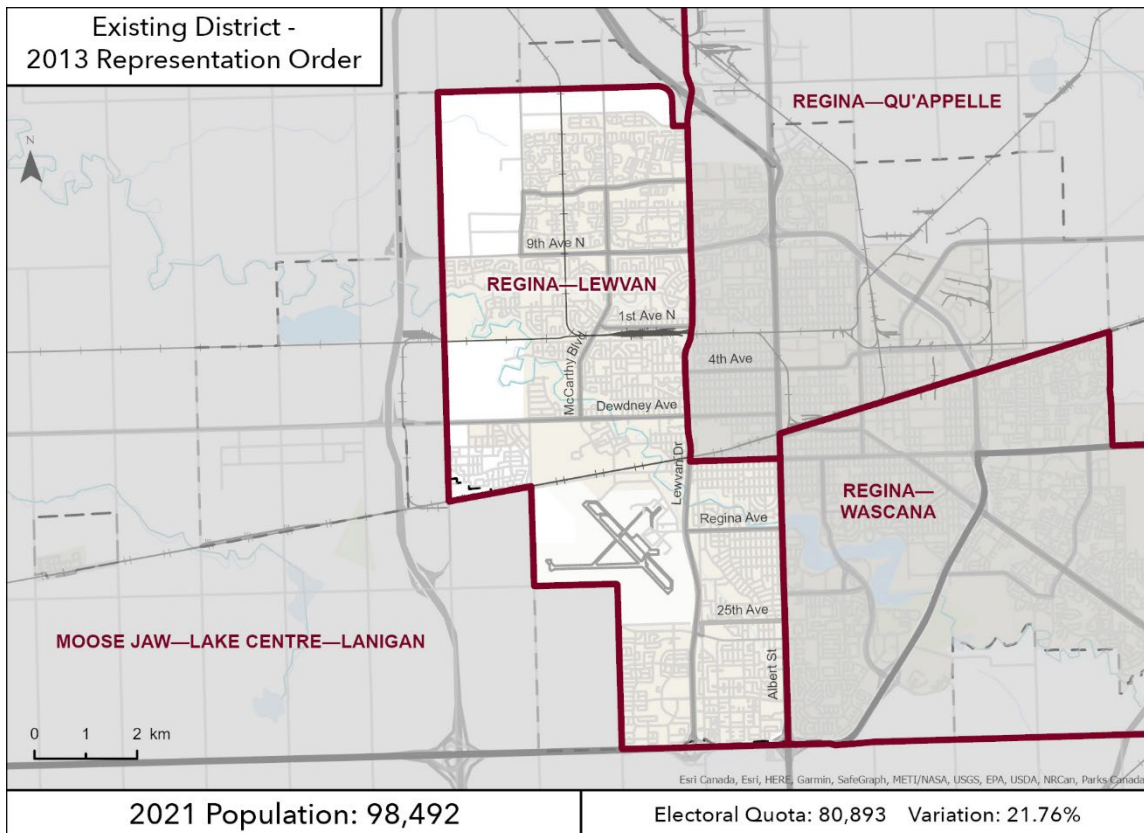 Existing District -
2013 Representation Order
REGINA—QU'APPELLE
N
9th Ave N
REGINA—LEWVAN
1st Ave N
McCarthy Blvd
4th Ave
Dewdney Ave
Lewvan Dr
REGINA—
WASCANA
Regina Ave
25th Ave
MOOSE JAW—LAKE CENTRE—LANIGAN
Albert St
0 1 2 km
Esri Canada, Esri, HERE, Garmin, SafeGraph, METI/NASA, USGS, EPA, USDA, NRCan, Parks Canada
2021 Population: 98,492
Electoral Quota: 80,893 Variation: 21.76%